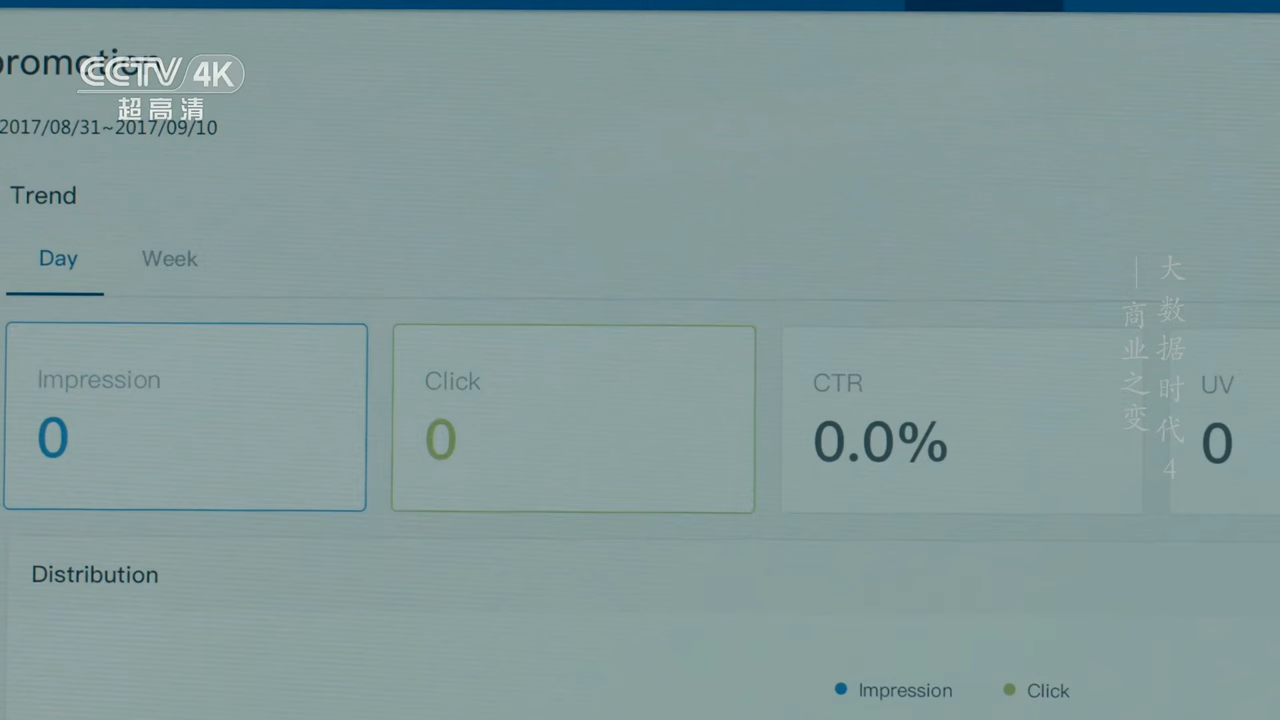 promotion
CCTV 4K
超高清
2017/08/31~2017/09/10
Trend
Day
Week
Impression
0
Click
0
CTR
0.0%
UV
0
大数据时代4
—商业之变
Distribution
Impression
Click